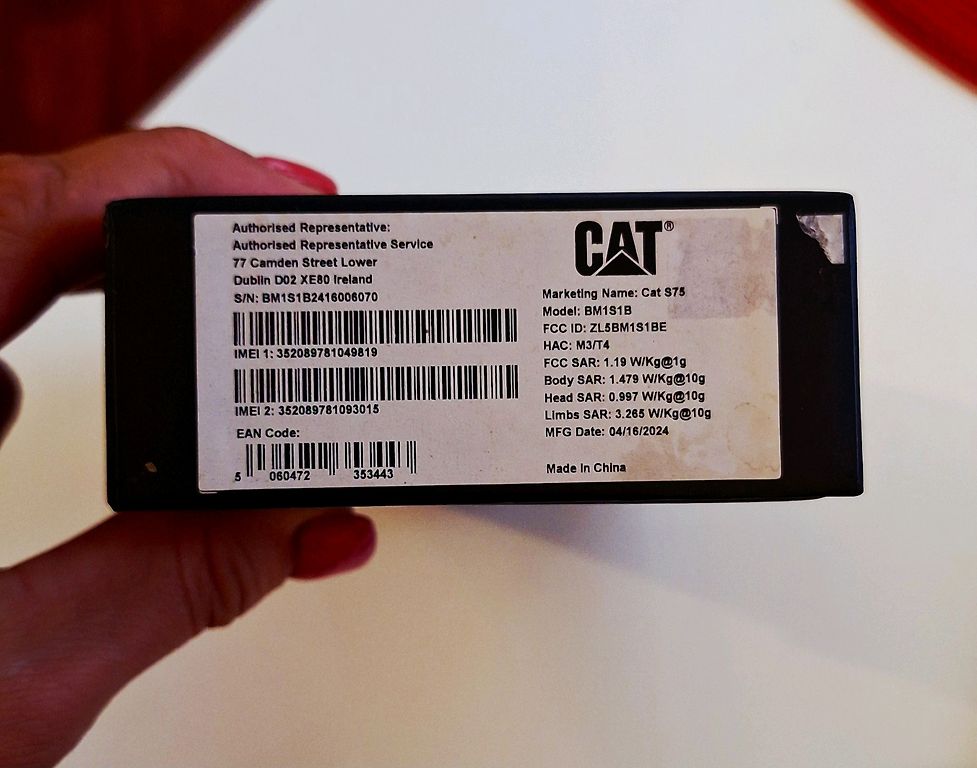 Authorised Representative:
Authorised Representative Service
77 Camden Street Lower
Dublin D02 XE80 Ireland
S/N: BM1S1B2416006070
IMEI 1: 352089781049819
IMEI 2: 352089781093015
EAN Code:
5 060472 353443
CAT®
Marketing Name: Cat S75
Model: BM1S1B
FCC ID: ZL5BM1S1BE
HAC: M3/T4
FCC SAR: 1.19 W/Kg@1g
Body SAR: 1.479 W/Kg@10g
Head SAR: 0.997 W/Kg@10g
Limbs SAR: 3.265 W/Kg@10g
MFG Date: 04/16/2024
Made In China